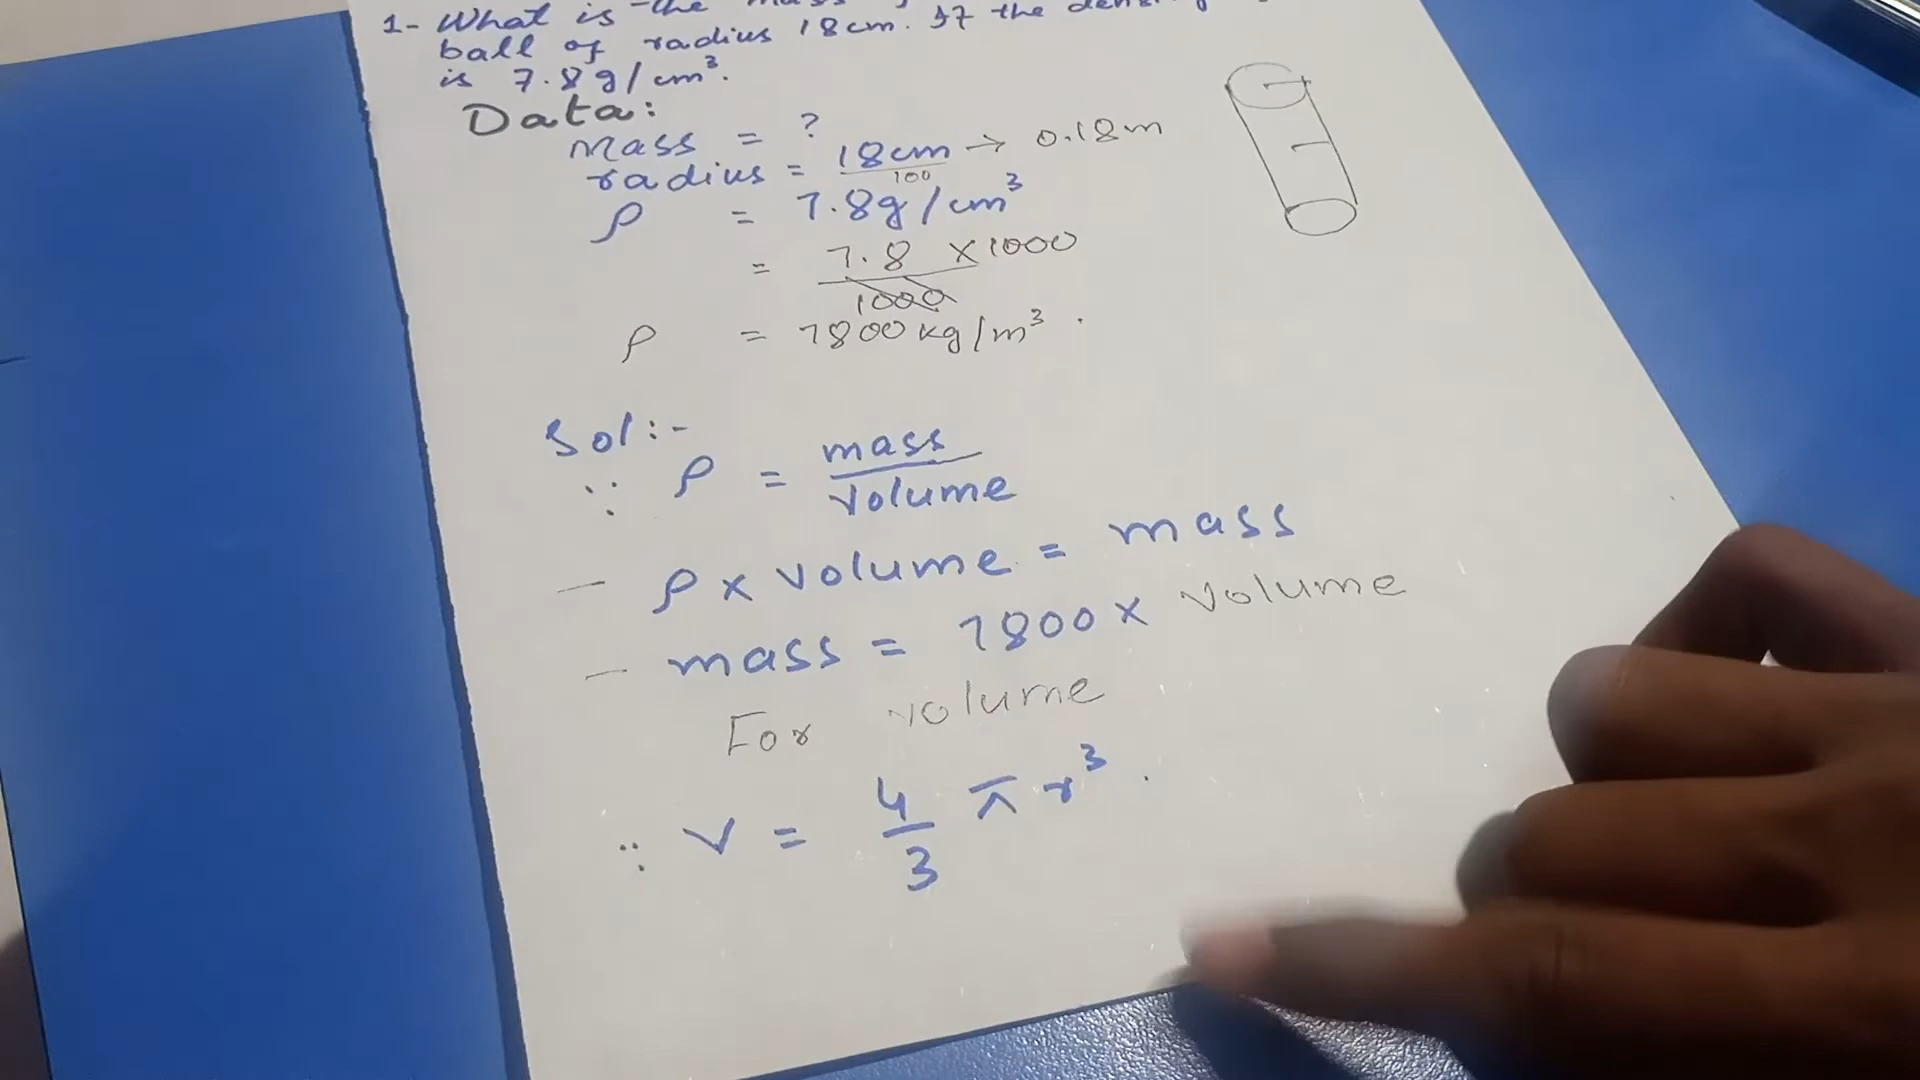 1- What is the mass
ball of radius 18cm. If the
is 7.8g/cm³.
Data:
mass = ?
radius = 18cm/100 → 0.18m
ρ = 7.8g/cm³
= 7.8 × 1000
1000
ρ = 7800 kg/m³.
Sol:-
∵ ρ = mass
volume
— ρ × volume = mass
— mass = 7800 × volume
For volume
∵ V = 4/3 π r³.